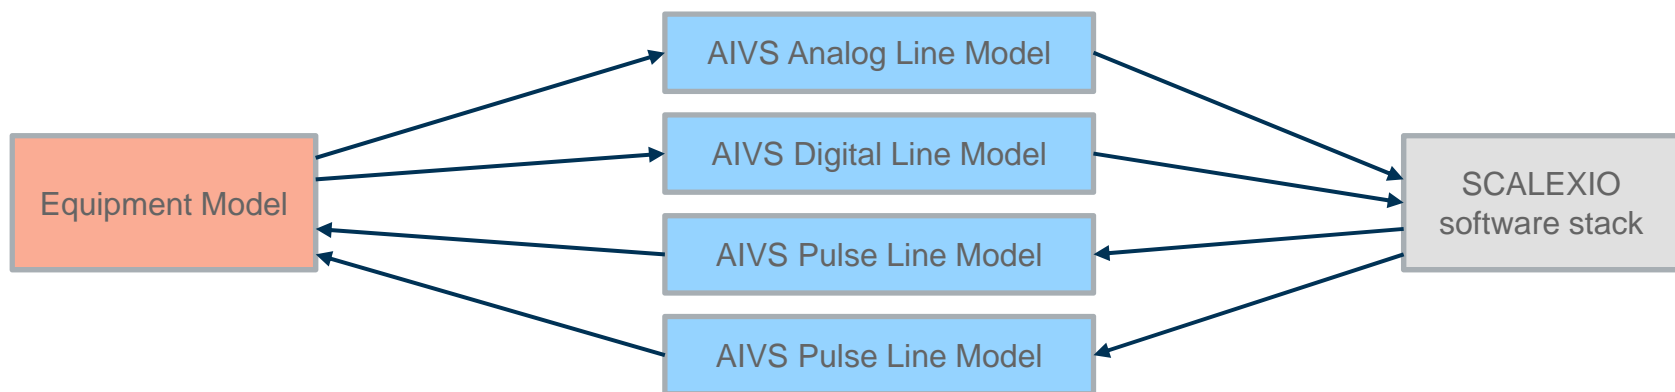 AIVS Analog Line Model
AIVS Digital Line Model
Equipment Model
SCALEXIO
software stack
AIVS Pulse Line Model
AIVS Pulse Line Model